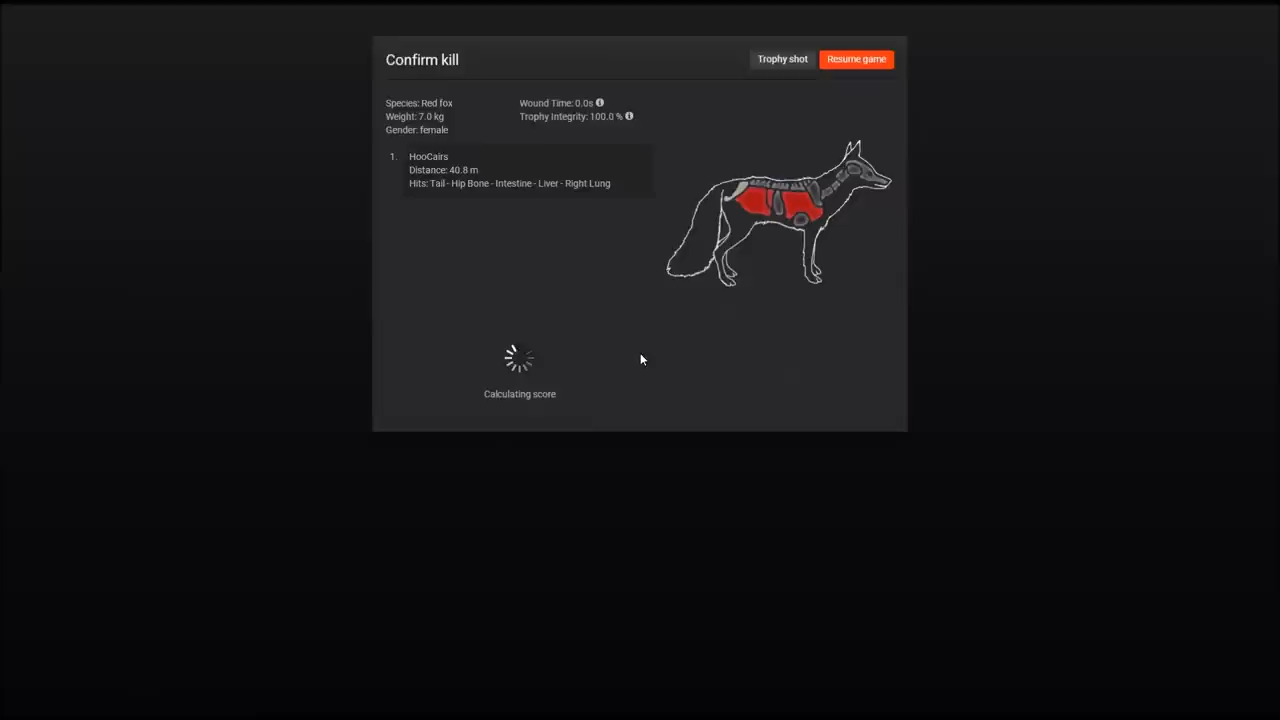 Confirm kill
Trophy shot
Resume game
Species: Red fox
Wound Time: 0.0s
Weight: 7.0 kg
Trophy Integrity: 100.0 %
Gender: female
1. HooCairs
Distance: 40.8 m
Hits: Tail - Hip Bone - Intestine - Liver - Right Lung
Calculating score